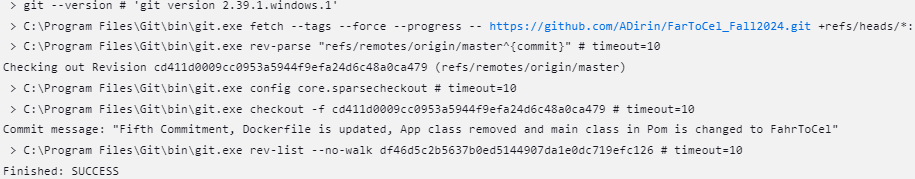 > git --version # 'git version 2.39.1.windows.1'
> C:\Program Files\Git\bin\git.exe fetch --tags --force --progress -- https://github.com/ADirin/FarToCel_Fall2024.git +refs/heads/*:
> C:\Program Files\Git\bin\git.exe rev-parse "refs/remotes/origin/master^{commit}" # timeout=10
Checking out Revision cd411d0009cc0953a5944f9efa24d6c48a0ca479 (refs/remotes/origin/master)
> C:\Program Files\Git\bin\git.exe config core.sparsecheckout # timeout=10
> C:\Program Files\Git\bin\git.exe checkout -f cd411d0009cc0953a5944f9efa24d6c48a0ca479 # timeout=10
Commit message: "Fifth Commitment, Dockerfile is updated, App class removed and main class in Pom is changed to FahrToCel"
> C:\Program Files\Git\bin\git.exe rev-list --no-walk df46d5c2b5637b0ed5144907da1e0dc719efc126 # timeout=10
Finished: SUCCESS